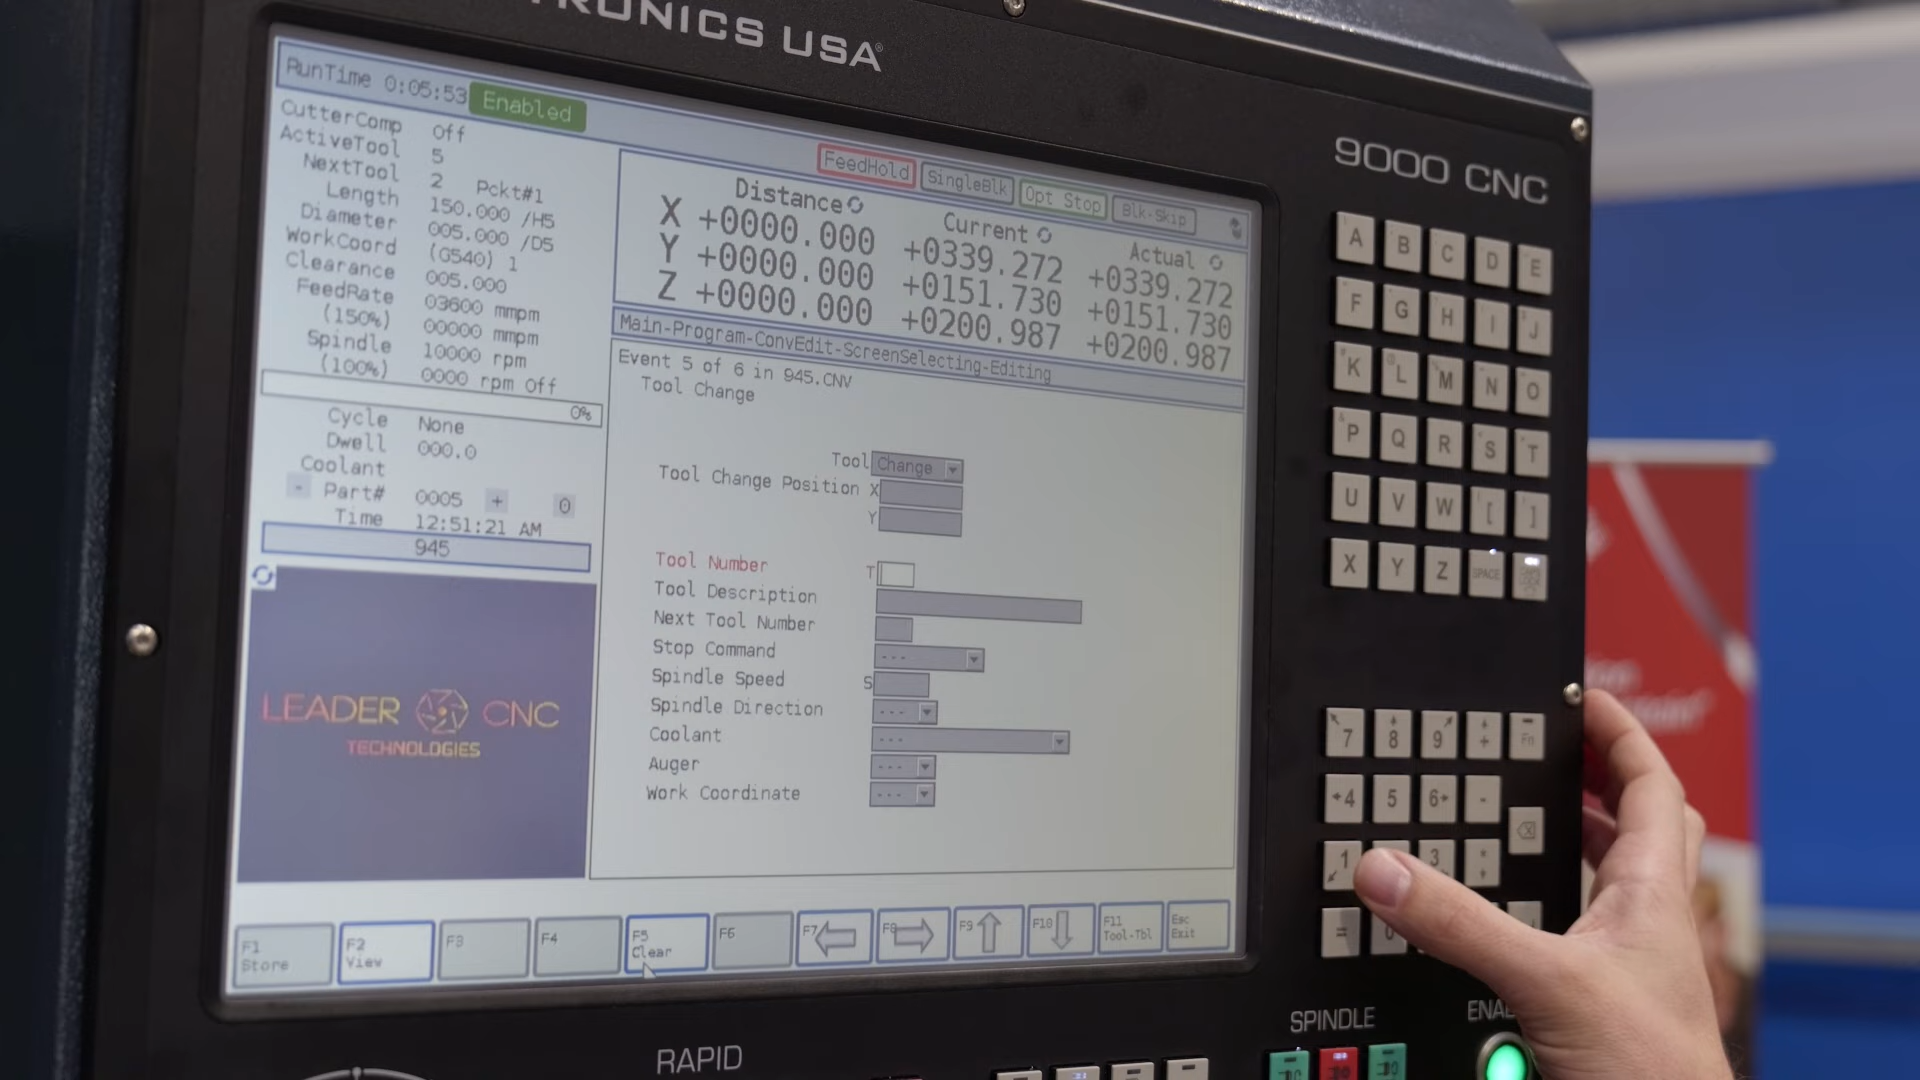 TRONICS USA®
9000 CNC
RunTime 0:05:53 Enabled
CutterComp Off
ActiveTool 5
NextTool 2 Pckt#1
Length 150.000 /H5
Diameter 005.000 /D5
WorkCoord (G540) 1
Clearance 005.000
FeedRate 03600 mmpm
(150%) 00000 mmpm
Spindle 10000 rpm
(100%) 0000 rpm Off
0%
Cycle None
Dwell 000.0
Coolant
- Part# 0005 + 0
Time 12:51:21 AM
945
LEADER CNC
TECHNOLOGIES
FeedHold SingleBlk Opt Stop Blk-Skip
Distance Current Actual
X +0000.000 +0339.272 +0339.272
Y +0000.000 +0151.730 +0151.730
Z +0000.000 +0200.987 +0200.987
Main-Program-ConvEdit-ScreenSelecting-Editing
Event 5 of 6 in 945.CNV
Tool Change
Tool Change
Tool Change Position X
Y
Tool Number T
Tool Description
Next Tool Number
Stop Command ---
Spindle Speed S
Spindle Direction ---
Coolant ---
Auger ---
Work Coordinate ---
F1 Store
F2 View
F3
F4
F5 Clear
F6
F7
F8
F9
F10
F11 Tool-Tbl
Esc Exit
A B C D E
F G H I J
K L M N O
P Q R S T
U V W [ ]
X Y Z SPACE
7 8 9 + Fn
4 5 6 -
1 3
= 0
SPINDLE
RAPID